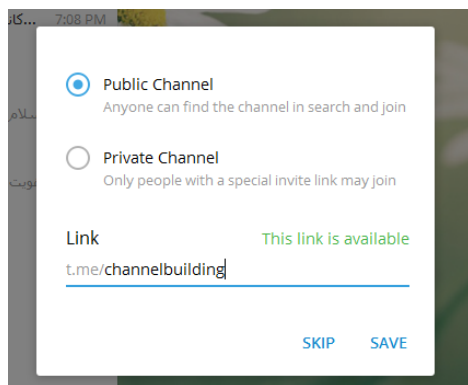 کانا... 7:08 PM
Public Channel
Anyone can find the channel in search and join
Private Channel
Only people with a special invite link may join
Link This link is available
t.me/channelbuilding
SKIP SAVE